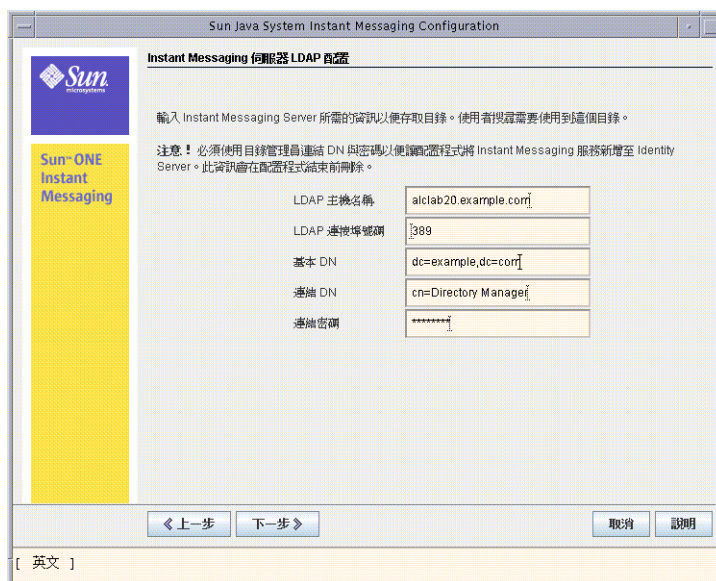 Sun Java System Instant Messaging Configuration
Sun
microsystems
Sun™ONE
Instant
Messaging
Instant Messaging 伺服器 LDAP 配置
輸入 Instant Messaging Server 所需的資訊以便存取目錄。使用者搜尋需要使用到這個目錄。
注意！ 必須使用目錄管理員連結 DN 與密碼以便讓配置程式將 Instant Messaging 服務新增至 Identity
Server。此資訊會在配置程式結束前刪除。
LDAP 主機名稱 alclab20.example.com
LDAP 連接埠號碼 389
基本 DN dc=example,dc=com
連結 DN cn=Directory Manager
連結密碼 ********
《上一步 下一步》 取消 說明
[ 英文 ]